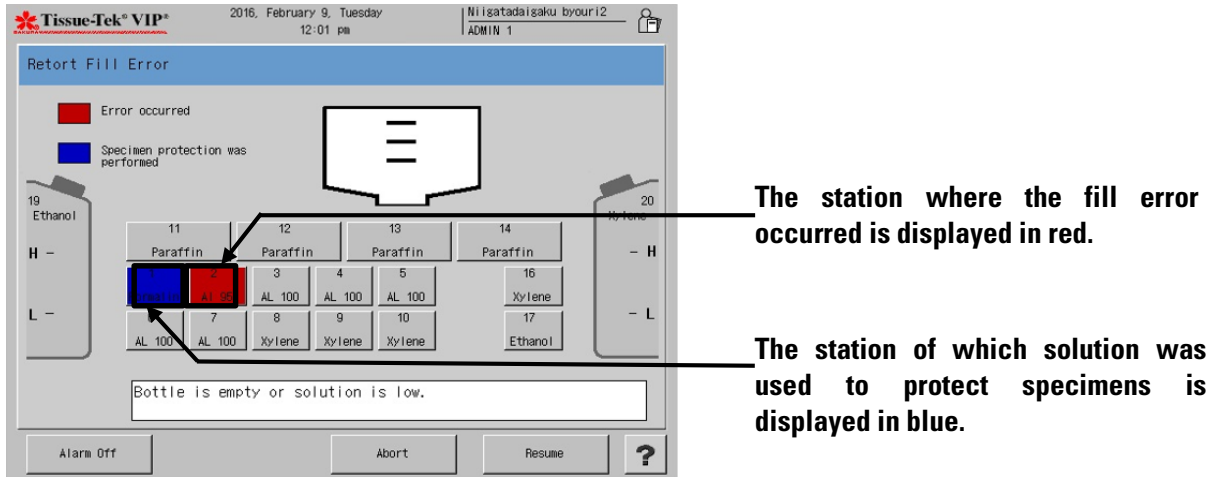 Tissue-Tek® VIP®
SAKURA
2016, February 9, Tuesday
12:01 pm
Niigatadaigaku byouri2
ADMIN 1
Retort Fill Error
Error occurred
Specimen protection was
performed
19
Ethanol
H -
L -
20
Xylene
- H
- L
11
Paraffin
12
Paraffin
13
Paraffin
14
Paraffin
1
2
Al 95
3
AL 100
4
AL 100
5
AL 100
16
Xylene
6
AL 100
7
AL 100
8
Xylene
9
Xylene
10
Xylene
17
Ethanol
Bottle is empty or solution is low.
Alarm Off
Abort
Resume
?
The station where the fill error
occurred is displayed in red.
The station of which solution was
used to protect specimens is
displayed in blue.